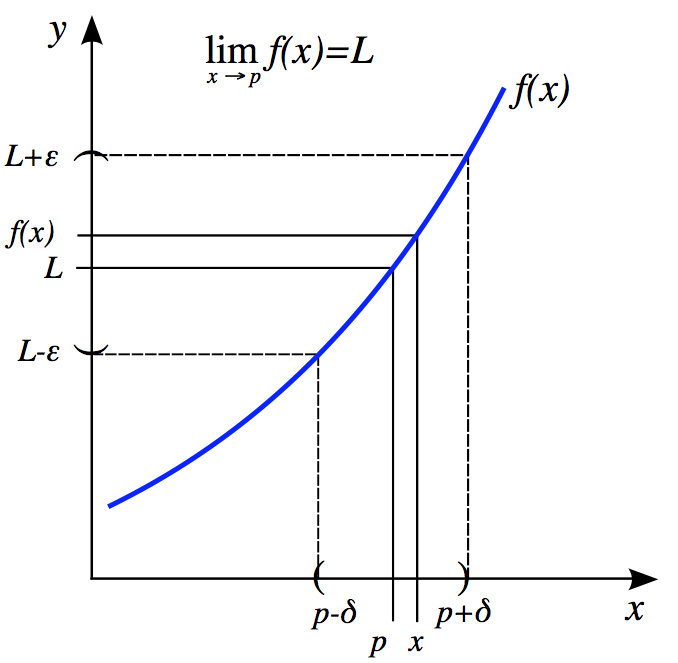 y
lim f(x)=L
x→p
f(x)
L+ε
f(x)
L
L-ε
( )
p-δ p+δ x
p x